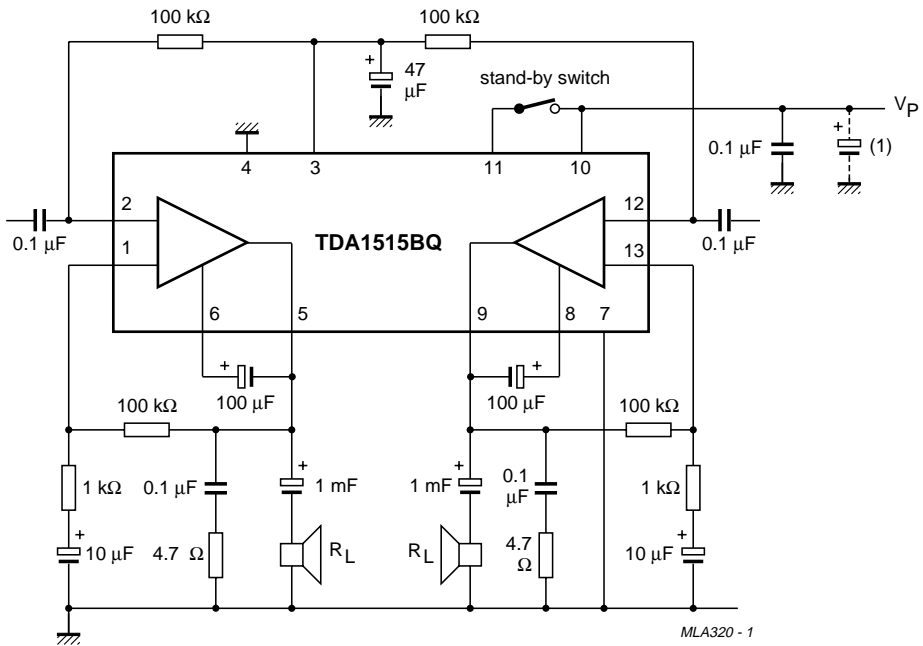 100 kΩ
100 kΩ
+
47
μF
stand-by switch
V_P
4
3
11
10
0.1 μF
+
(1)
2
TDA1515BQ
12
0.1 μF
1
13
0.1 μF
6
5
9
8
7
+
100 μF
+
100 μF
100 kΩ
100 kΩ
1 kΩ
0.1 μF
+
1 mF
+
1 mF
0.1
μF
1 kΩ
+
10 μF
4.7 Ω
R_L
R_L
4.7
Ω
+
10 μF
MLA320 - 1